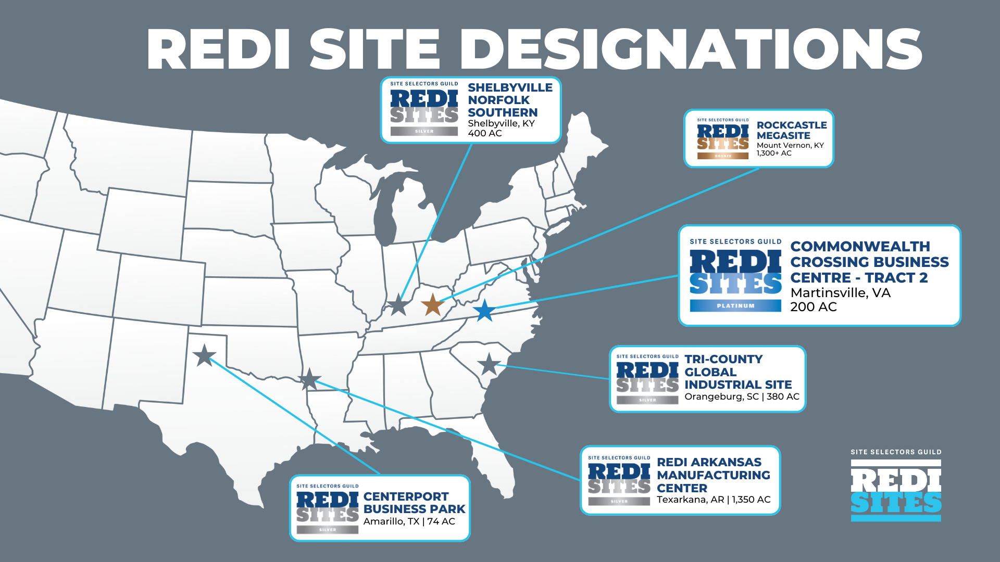 REDI SITE DESIGNATIONS
SITE SELECTORS GUILD
REDI
SITES
SILVER
SHELBYVILLE
NORFOLK
SOUTHERN
Shelbyville, KY
400 AC
SITE SELECTORS GUILD
REDI
SITES
BRONZE
ROCKCASTLE
MEGASITE
Mount Vernon, KY
1,300+ AC
SITE SELECTORS GUILD
REDI
SITES
PLATINUM
COMMONWEALTH
CROSSING BUSINESS
CENTRE - TRACT 2
Martinsville, VA
200 AC
SITE SELECTORS GUILD
REDI
SITES
SILVER
TRI-COUNTY
GLOBAL
INDUSTRIAL SITE
Orangeburg, SC | 380 AC
SITE SELECTORS GUILD
REDI
SITES
SILVER
REDI ARKANSAS
MANUFACTURING
CENTER
Texarkana, AR | 1,350 AC
SITE SELECTORS GUILD
REDI
SITES
SILVER
CENTERPORT
BUSINESS PARK
Amarillo, TX | 74 AC
SITE SELECTORS GUILD
REDI
SITES